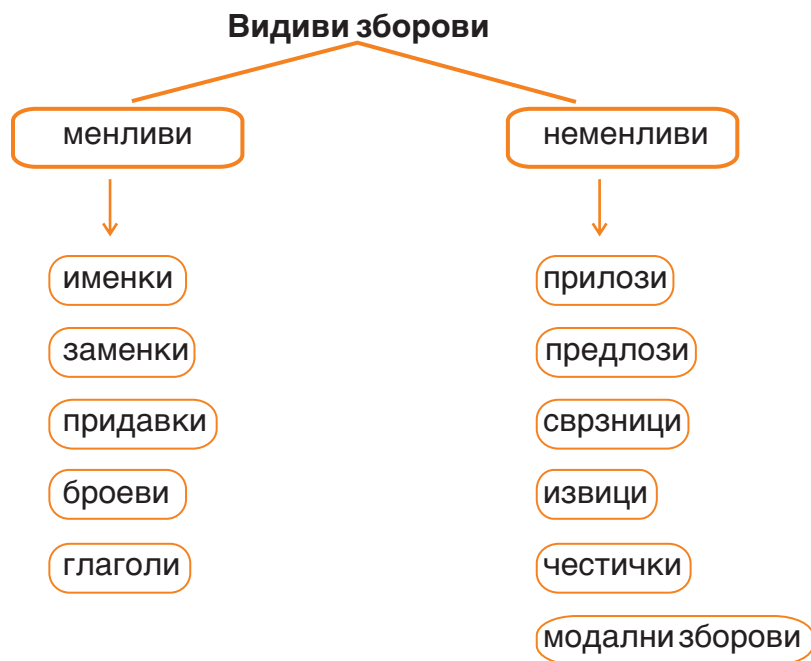 Видиви зборови
менливи
неменливи
именки
заменки
придавки
броеви
глаголи
прилози
предлози
сврзници
извици
честички
модални зборови